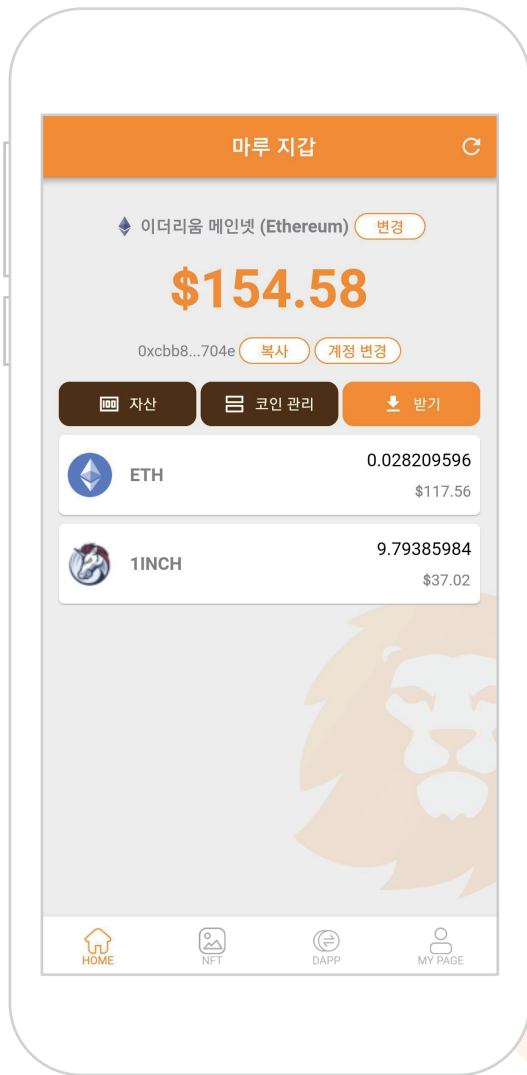 마루 지갑
이더리움 메인넷 (Ethereum) 변경
$154.58
0xcbb8...704e 복사 계정 변경
100 자산 코인 관리 받기
ETH 0.028209596
$117.56
1INCH 9.79385984
$37.02
HOME NFT DAPP MY PAGE